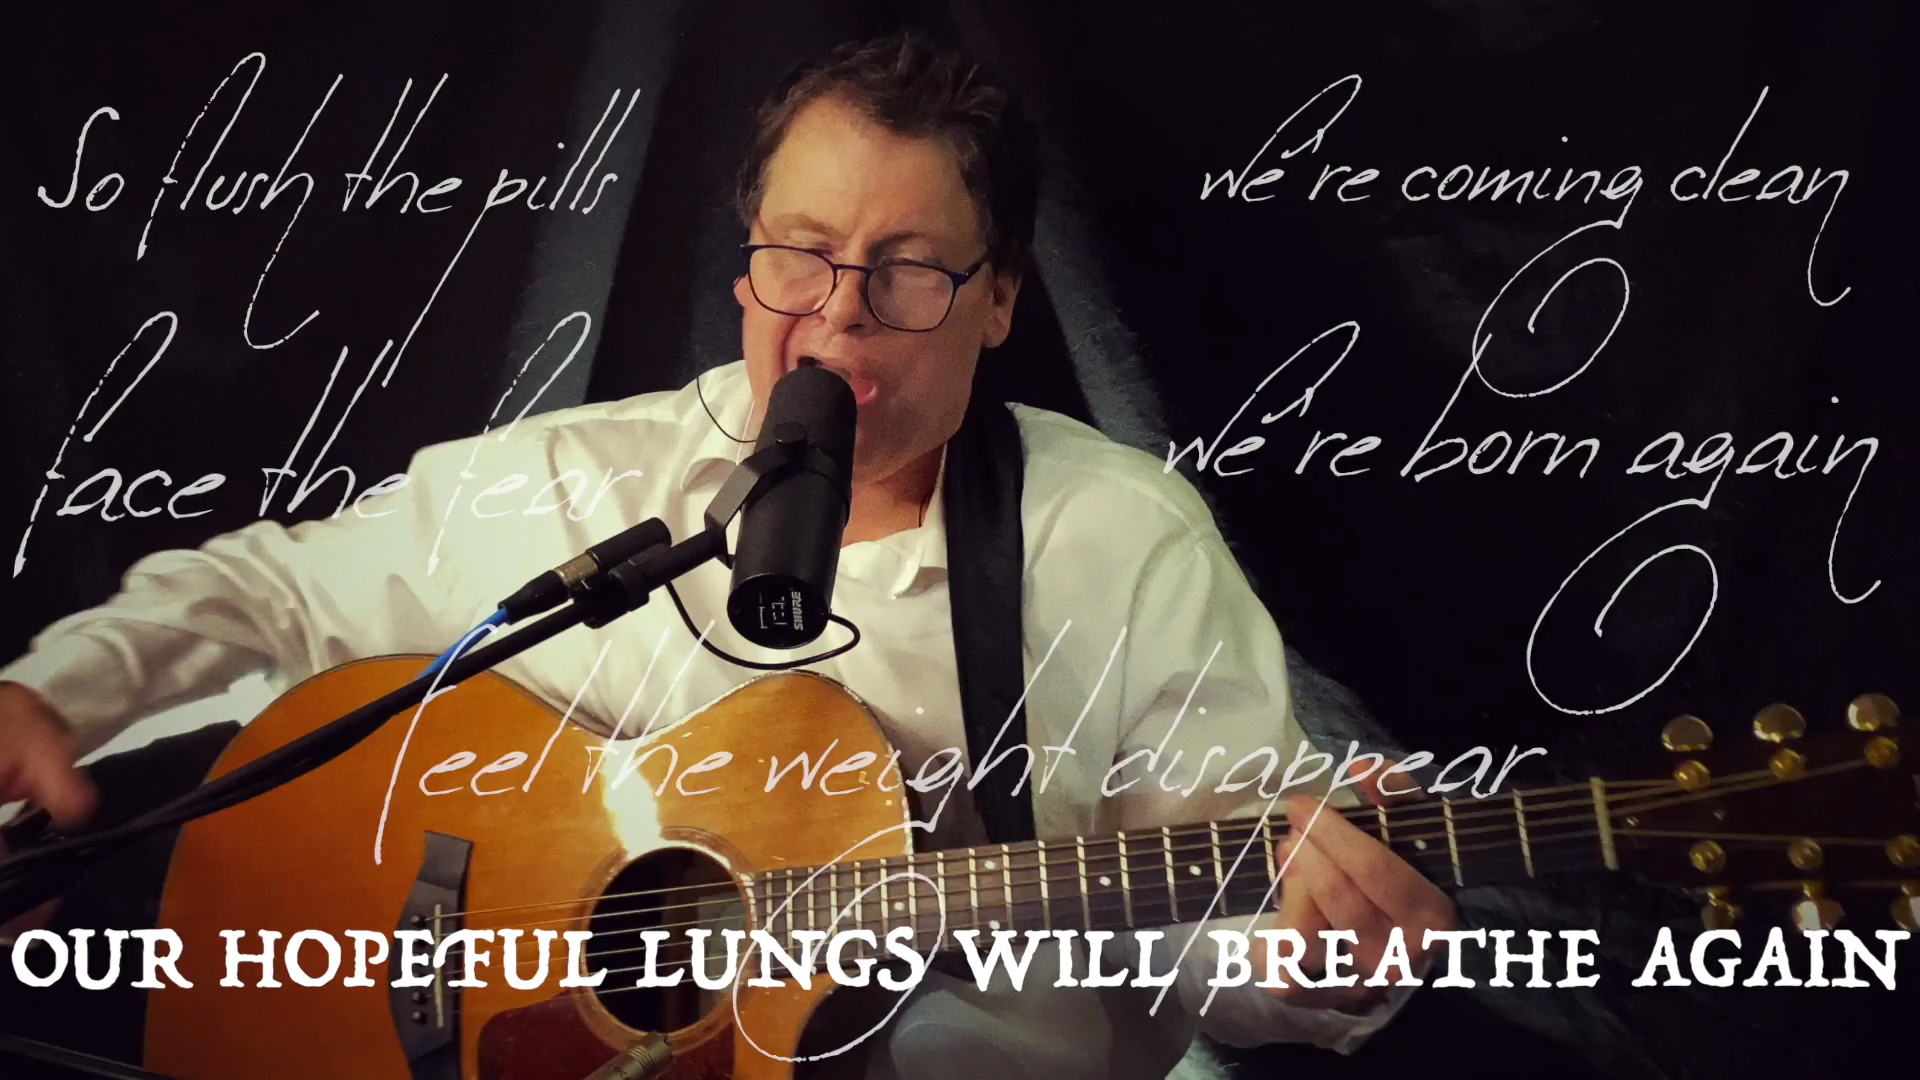 So flush the pills
we're coming clean
face the fear
we're born again
feel the weight disappear
OUR HOPEFUL LUNGS WILL BREATHE AGAIN
SHURE